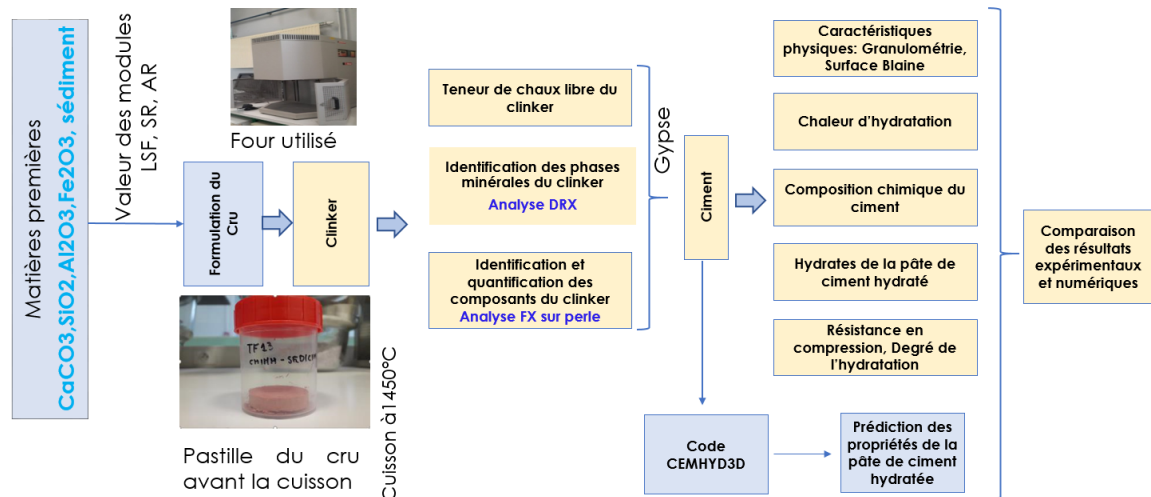 Matières premières
CaCO3,SiO2,Al2O3,Fe2O3, sédiment
Valeur des modules
LSF, SR, AR
Four utilisé
Formulation du
Cru
Clinker
TF13
Pastille du cru
avant la cuisson
Cuisson à1450°C
Teneur de chaux libre du
clinker
Identification des phases
minérales du clinker
Analyse DRX
Identification et
quantification des
composants du clinker
Analyse FX sur perle
Gypse
Ciment
Code
CEMHYD3D
Caractéristiques
physiques: Granulométrie,
Surface Blaine
Chaleur d’hydratation
Composition chimique du
ciment
Hydrates de la pâte de
ciment hydraté
Résistance en
compression, Degré de
l’hydratation
Prédiction des
propriétés de la
pâte de ciment
hydratée
Comparaison
des résultats
expérimentaux
et numériques